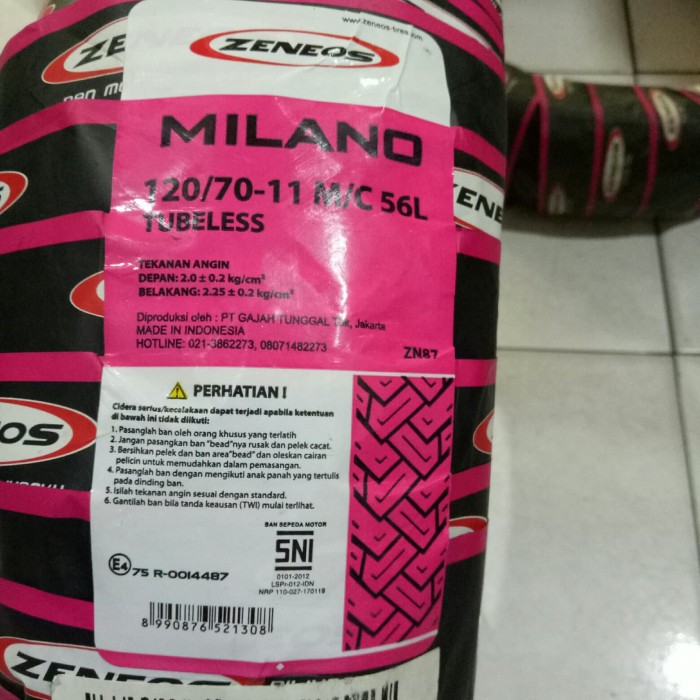 www.zeneos-tires.com
ZENEOS
ZENEOS
MILANO
120/70-11 M/C 56L
TUBELESS
TEKANAN ANGIN
DEPAN: 2.0 ± 0.2 kg/cm²
BELAKANG: 2.25 ± 0.2 kg/cm²
Diproduksi oleh : PT GAJAH TUNGGAL Tbk, Jakarta
MADE IN INDONESIA
HOTLINE: 021-3862273, 08071482273
ZN87
PERHATIAN !
Cidera serius/kecelakaan dapat terjadi apabila ketentuan
di bawah ini tidak diikuti:
1. Pasanglah ban oleh orang khusus yang terlatih
2. Jangan pasangkan ban "bead"nya rusak dan pelek cacat.
3. Bersihkan pelek dan ban area"bead" dan oleskan cairan
pelicin untuk memudahkan dalam pemasangan.
4. Pasanglah ban dengan mengikuti anak panah yang tertulis
pada dinding ban.
5. Isilah tekanan angin sesuai dengan standard.
6. Gantilah ban bila tanda keausan (TWI) mulai terlihat.
BAN SEPEDA MOTOR
SNI
0101-2012
LSPr-012-IDN
NRP 110-027-170119
E4 75 R-0014487
8 990876 521308
ZENEOS